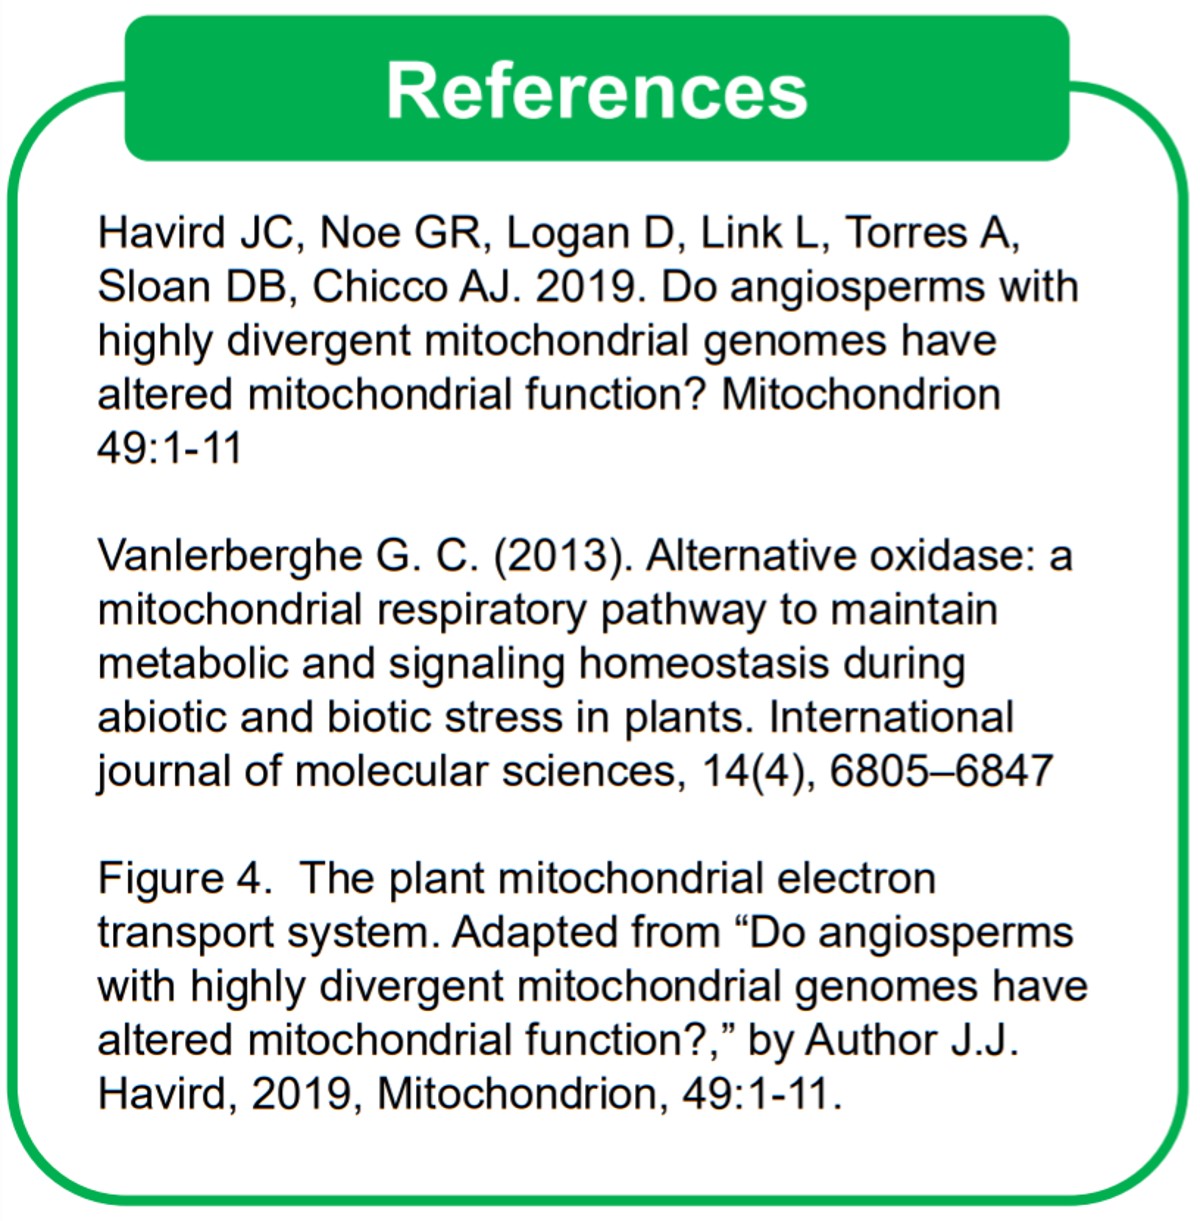 References
Havird JC, Noe GR, Logan D, Link L, Torres A,
Sloan DB, Chicco AJ. 2019. Do angiosperms with
highly divergent mitochondrial genomes have
altered mitochondrial function? Mitochondrion
49:1-11
Vanlerberghe G. C. (2013). Alternative oxidase: a
mitochondrial respiratory pathway to maintain
metabolic and signaling homeostasis during
abiotic and biotic stress in plants. International
journal of molecular sciences, 14(4), 6805–6847
Figure 4.  The plant mitochondrial electron
transport system. Adapted from “Do angiosperms
with highly divergent mitochondrial genomes have
altered mitochondrial function?,” by Author J.J.
Havird, 2019, Mitochondrion, 49:1-11.